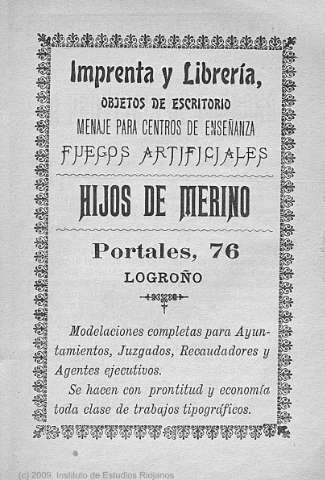 Imprenta y Librería,
OBJETOS DE ESCRITORIO
MENAJE PARA CENTROS DE ENSEÑANZA
FUEGOS ARTIFICIALES
HIJOS DE MERINO
Portales, 76
LOGROÑO
Modelaciones completas para Ayun-
tamientos, Juzgados, Recaudadores y
Agentes ejecutivos.
Se hacen con prontitud y economía
toda clase de trabajos tipográficos.
(c) 2009, Instituto de Estudios Riojanos